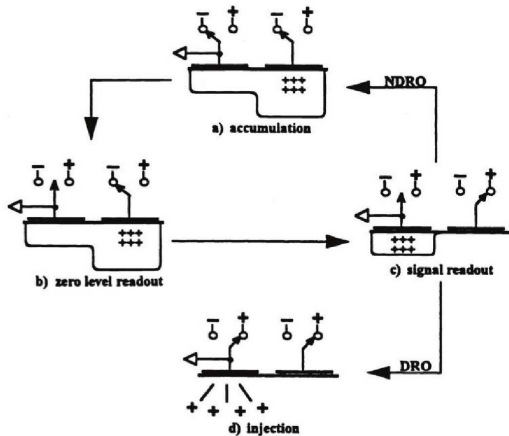 − + − +
+++
+++
a) accumulation
NDRO
− + − +
+++
+++
b) zero level readout
− + − +
+++
+++
c) signal readout
− + − +
DRO
+ + + +
d) injection